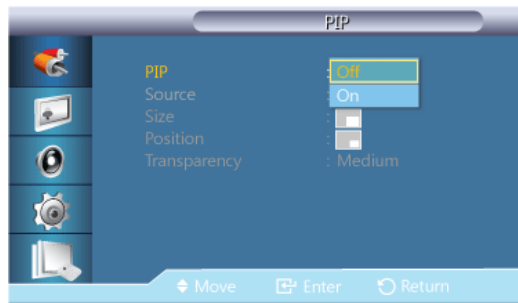 PIP
PIP : Off
Source : On
Size :
Position :
Transparency : Medium
Move Enter Return